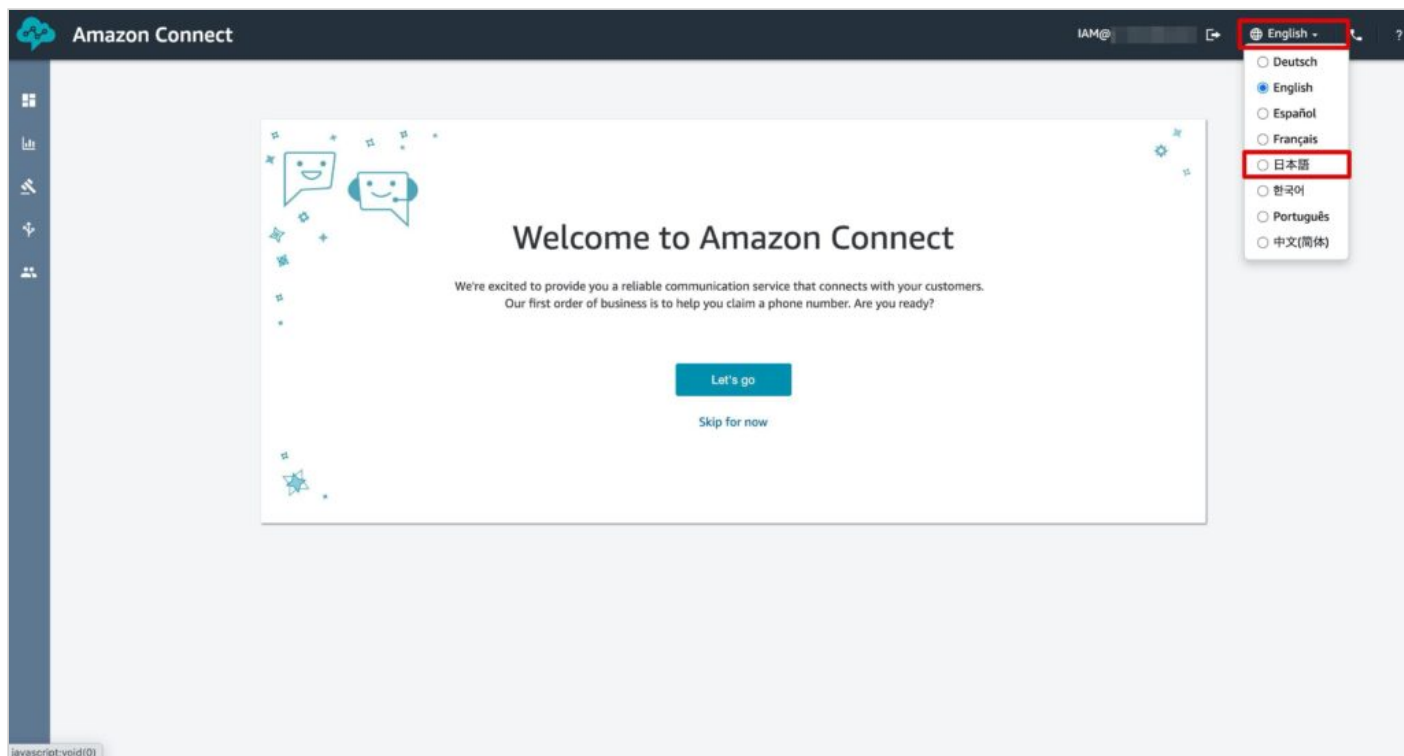 Amazon Connect
IAM@
English
?
Deutsch
English
Español
Français
日本語
한국어
Português
中文(简体)
Welcome to Amazon Connect
We're excited to provide you a reliable communication service that connects with your customers.
Our first order of business is to help you claim a phone number. Are you ready?
Let's go
Skip for now
javascript:void(0)